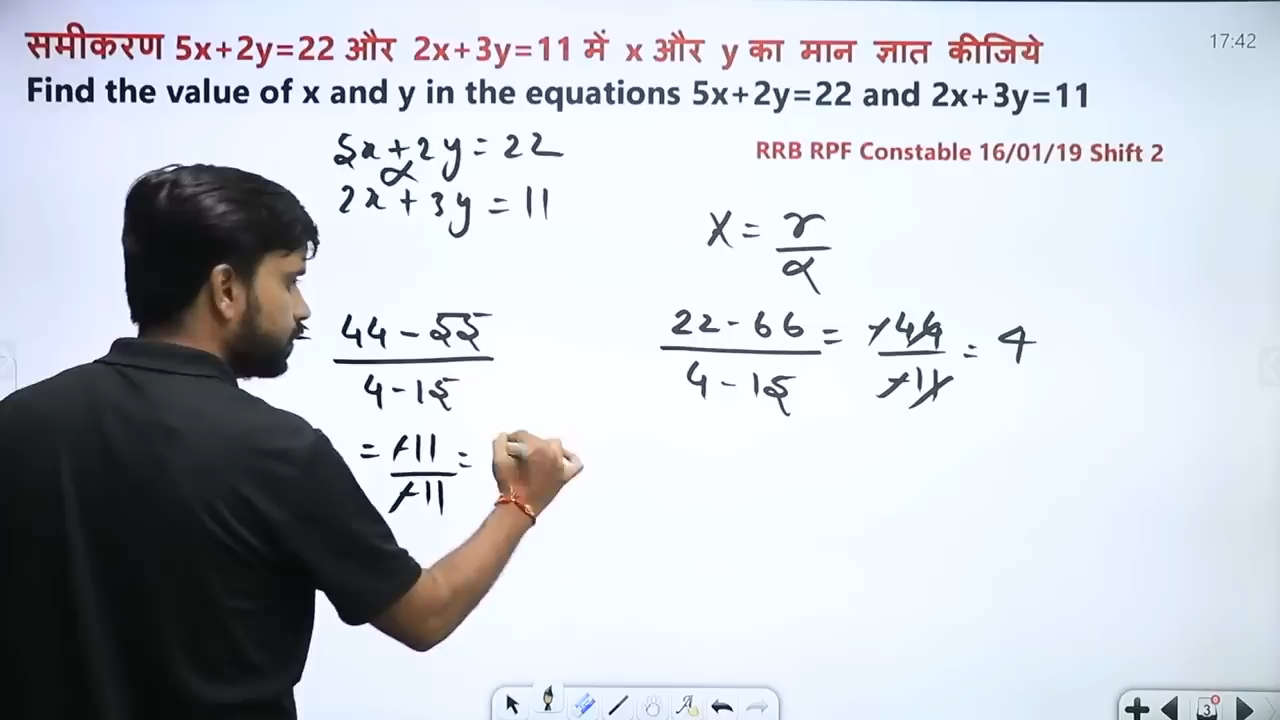 समीकरण 5x+2y=22 और 2x+3y=11 में x और y का मान ज्ञात कीजिये
17:42
Find the value of x and y in the equations 5x+2y=22 and 2x+3y=11
RRB RPF Constable 16/01/19 Shift 2
5x+2y=22
α
2x+3y=11
x = r/α
44-55/4-15
= -11/-11 =
22-66/4-15 = -44/-11 = 4
3